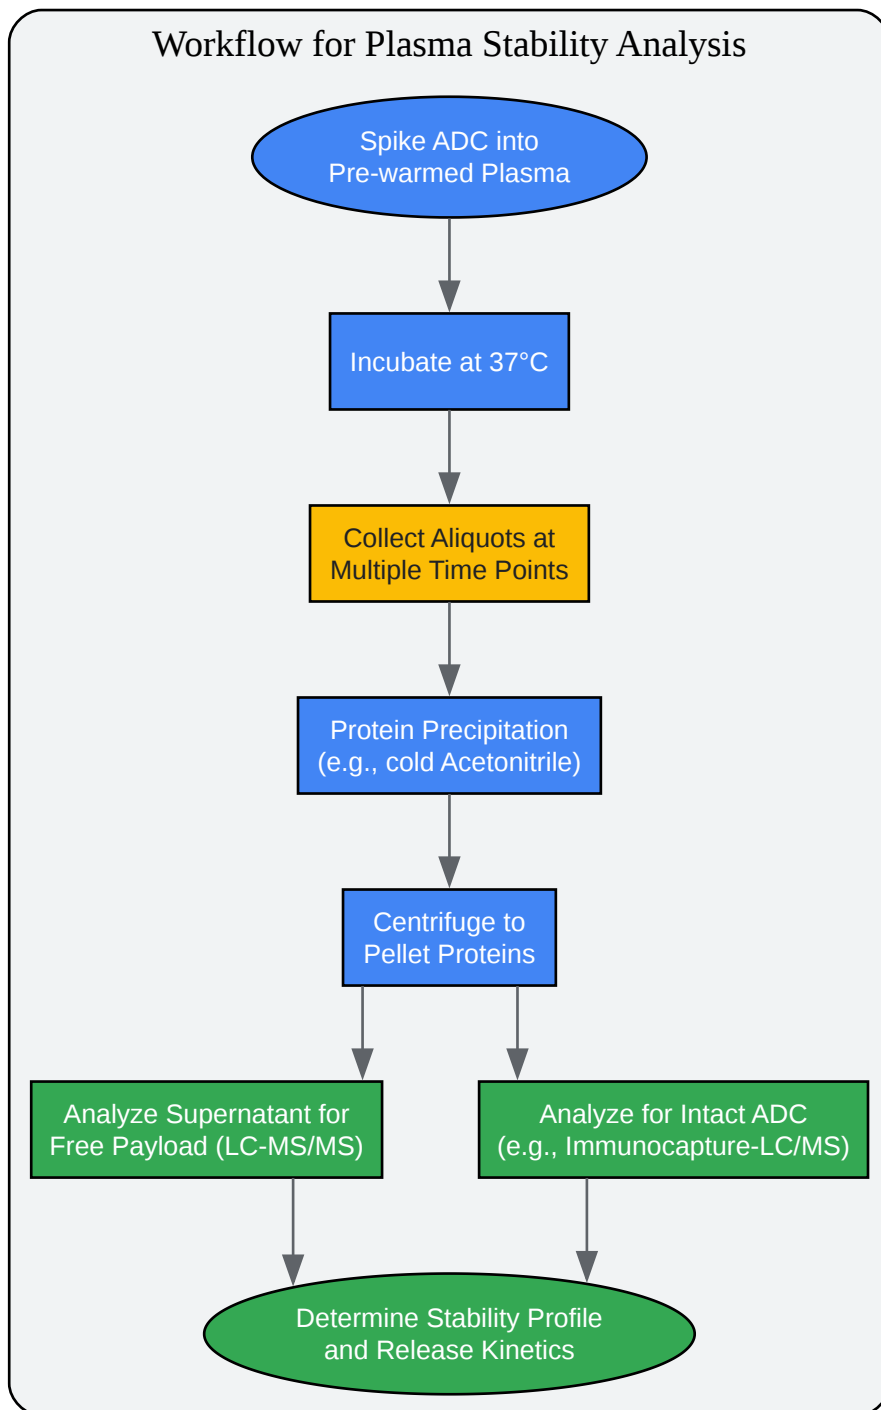 Workflow for Plasma Stability Analysis
Spike ADC into
Pre-warmed Plasma
Incubate at 37°C
Collect Aliquots at
Multiple Time Points
Protein Precipitation
(e.g., cold Acetonitrile)
Centrifuge to
Pellet Proteins
Analyze Supernatant for
Free Payload (LC-MS/MS)
Analyze for Intact ADC
(e.g., Immunocapture-LC/MS)
Determine Stability Profile
and Release Kinetics